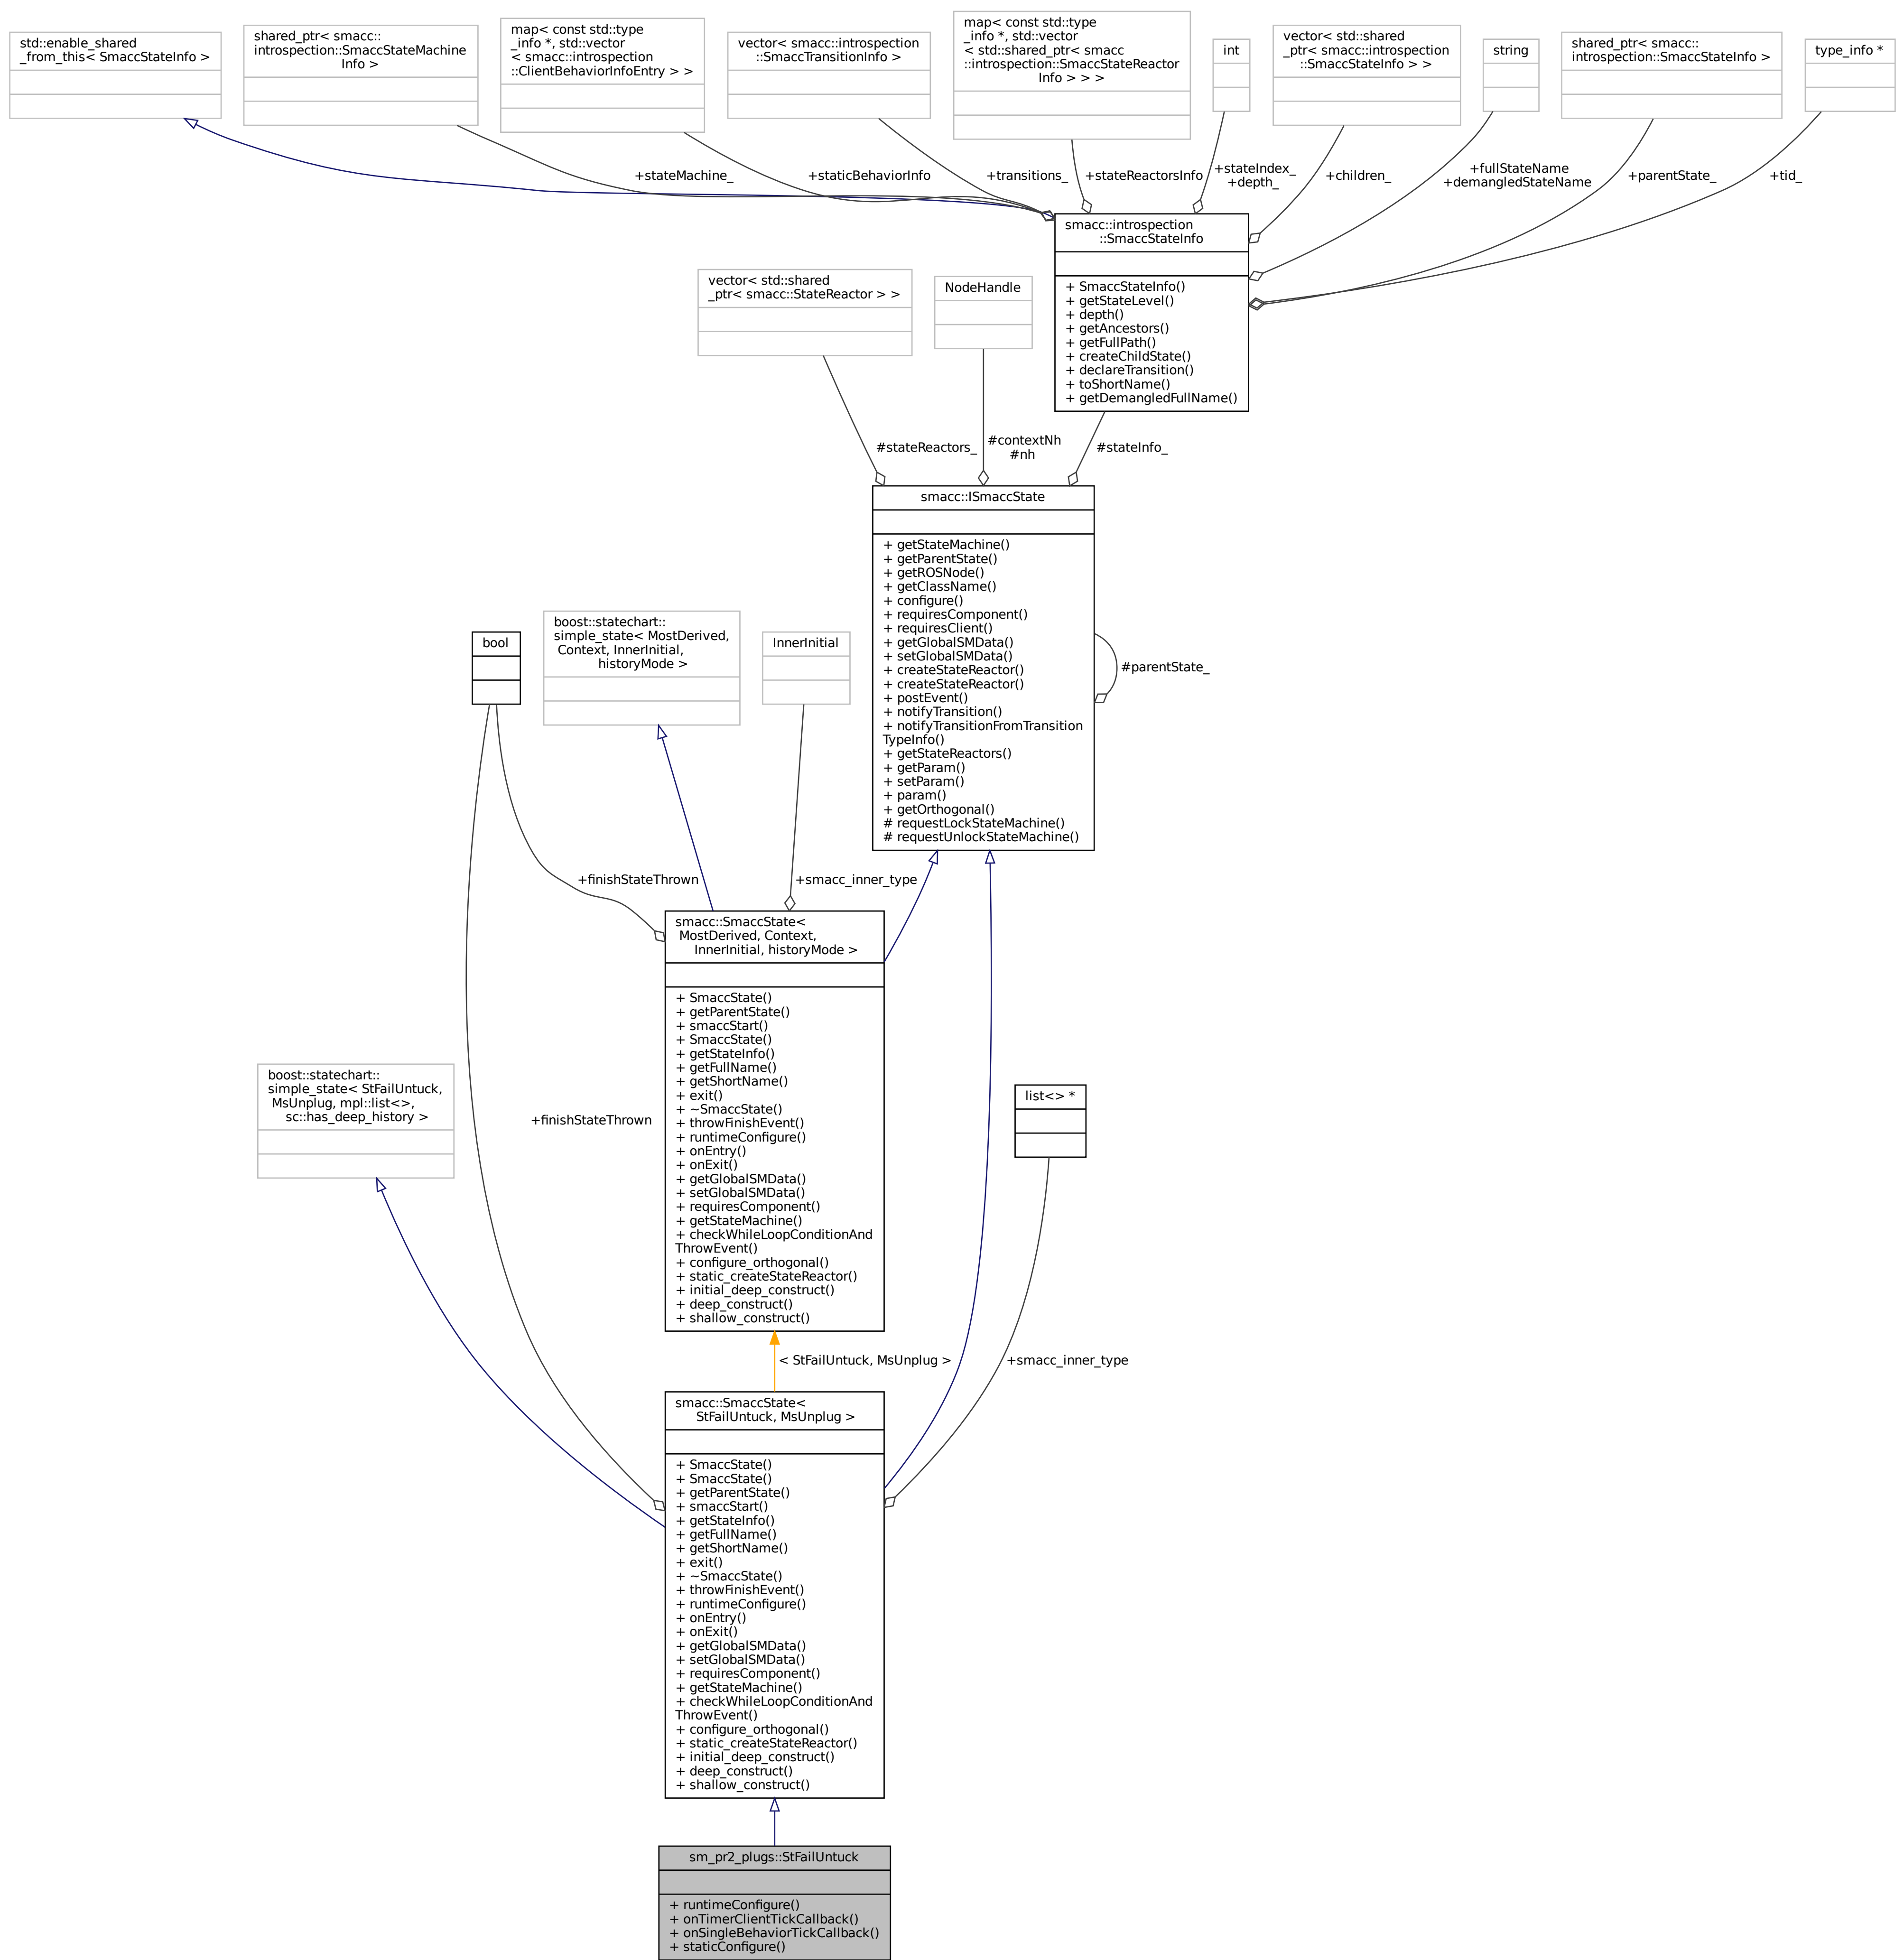 std::enable_shared
_from_this< SmaccStateInfo >
shared_ptr< smacc::
introspection::SmaccStateMachine
Info >
map< const std::type
_info *, std::vector
< smacc::introspection
::ClientBehaviorInfoEntry > >
vector< smacc::introspection
::SmaccTransitionInfo >
map< const std::type
_info *, std::vector
< std::shared_ptr< smacc
::introspection::SmaccStateReactor
Info > > >
int
vector< std::shared
_ptr< smacc::introspection
::SmaccStateInfo > >
string
shared_ptr< smacc::
introspection::SmaccStateInfo >
type_info *
+stateMachine_
+staticBehaviorInfo
+transitions_
+stateReactorsInfo
+stateIndex_
+depth_
+children_
+fullStateName
+demangledStateName
+parentState_
+tid_
smacc::introspection
::SmaccStateInfo
+ SmaccStateInfo()
+ getStateLevel()
+ depth()
+ getAncestors()
+ getFullPath()
+ createChildState()
+ declareTransition()
+ toShortName()
+ getDemangledFullName()
vector< std::shared
_ptr< smacc::StateReactor > >
NodeHandle
#stateReactors_
#contextNh
#nh
#stateInfo_
smacc::ISmaccState
+ getStateMachine()
+ getParentState()
+ getROSNode()
+ getClassName()
+ configure()
+ requiresComponent()
+ requiresClient()
+ getGlobalSMData()
+ setGlobalSMData()
+ createStateReactor()
+ createStateReactor()
+ postEvent()
+ notifyTransition()
+ notifyTransitionFromTransition
TypeInfo()
+ getStateReactors()
+ getParam()
+ setParam()
+ param()
+ getOrthogonal()
# requestLockStateMachine()
# requestUnlockStateMachine()
#parentState_
bool
boost::statechart::
simple_state< MostDerived,
Context, InnerInitial,
historyMode >
InnerInitial
+finishStateThrown
+smacc_inner_type
smacc::SmaccState<
MostDerived, Context,
InnerInitial, historyMode >
+ SmaccState()
+ getParentState()
+ smaccStart()
+ SmaccState()
+ getStateInfo()
+ getFullName()
+ getShortName()
+ exit()
+ ~SmaccState()
+ throwFinishEvent()
+ runtimeConfigure()
+ onEntry()
+ onExit()
+ getGlobalSMData()
+ setGlobalSMData()
+ requiresComponent()
+ getStateMachine()
+ checkWhileLoopConditionAnd
ThrowEvent()
+ configure_orthogonal()
+ static_createStateReactor()
+ initial_deep_construct()
+ deep_construct()
+ shallow_construct()
boost::statechart::
simple_state< StFailUntuck,
MsUnplug, mpl::list<>,
sc::has_deep_history >
+finishStateThrown
list<> *
< StFailUntuck, MsUnplug >
+smacc_inner_type
smacc::SmaccState<
StFailUntuck, MsUnplug >
+ SmaccState()
+ SmaccState()
+ getParentState()
+ smaccStart()
+ getStateInfo()
+ getFullName()
+ getShortName()
+ exit()
+ ~SmaccState()
+ throwFinishEvent()
+ runtimeConfigure()
+ onEntry()
+ onExit()
+ getGlobalSMData()
+ setGlobalSMData()
+ requiresComponent()
+ getStateMachine()
+ checkWhileLoopConditionAnd
ThrowEvent()
+ configure_orthogonal()
+ static_createStateReactor()
+ initial_deep_construct()
+ deep_construct()
+ shallow_construct()
sm_pr2_plugs::StFailUntuck
+ runtimeConfigure()
+ onTimerClientTickCallback()
+ onSingleBehaviorTickCallback()
+ staticConfigure()